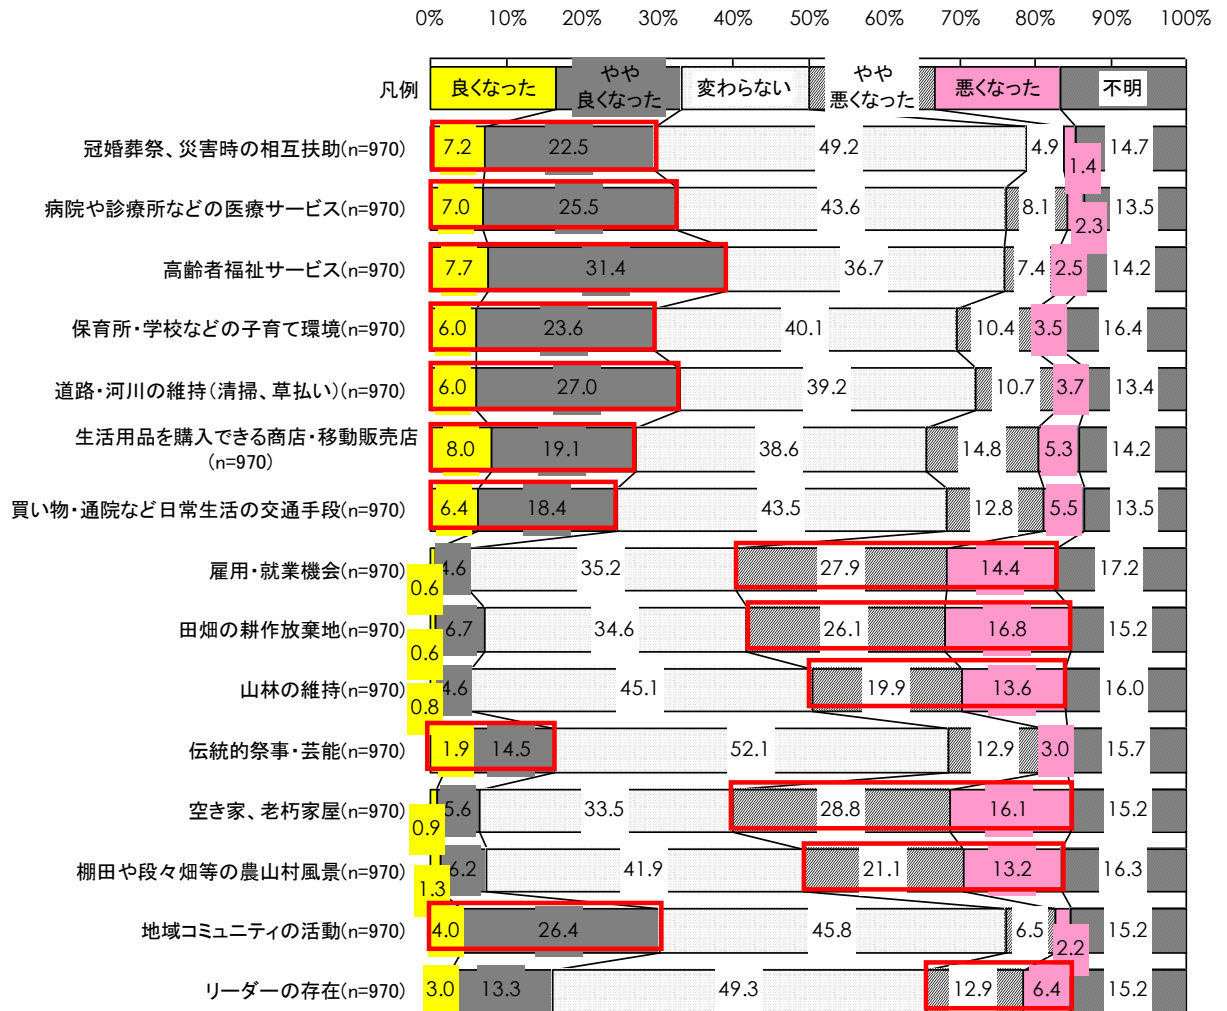 0% 10% 20% 30% 40% 50% 60% 70% 80% 90% 100%
凡例 良くなった やや良くなった 変わらない やや悪くなった 悪くなった 不明
冠婚葬祭、災害時の相互扶助(n=970) 7.2 22.5 49.2 4.9 1.4 14.7
病院や診療所などの医療サービス(n=970) 7.0 25.5 43.6 8.1 2.3 13.5
高齢者福祉サービス(n=970) 7.7 31.4 36.7 7.4 2.5 14.2
保育所・学校などの子育て環境(n=970) 6.0 23.6 40.1 10.4 3.5 16.4
道路・河川の維持(清掃、草払い)(n=970) 6.0 27.0 39.2 10.7 3.7 13.4
生活用品を購入できる商店・移動販売店
(n=970) 8.0 19.1 38.6 14.8 5.3 14.2
買い物・通院など日常生活の交通手段(n=970) 6.4 18.4 43.5 12.8 5.5 13.5
雇用・就業機会(n=970) 0.6 4.6 35.2 27.9 14.4 17.2
田畑の耕作放棄地(n=970) 0.6 6.7 34.6 26.1 16.8 15.2
山林の維持(n=970) 0.8 4.6 45.1 19.9 13.6 16.0
伝統的祭事・芸能(n=970) 1.9 14.5 52.1 12.9 3.0 15.7
空き家、老朽家屋(n=970) 0.9 5.6 33.5 28.8 16.1 15.2
棚田や段々畑等の農山村風景(n=970) 1.3 6.2 41.9 21.1 13.2 16.3
地域コミュニティの活動(n=970) 4.0 26.4 45.8 6.5 2.2 15.2
リーダーの存在(n=970) 3.0 13.3 49.3 12.9 6.4 15.2